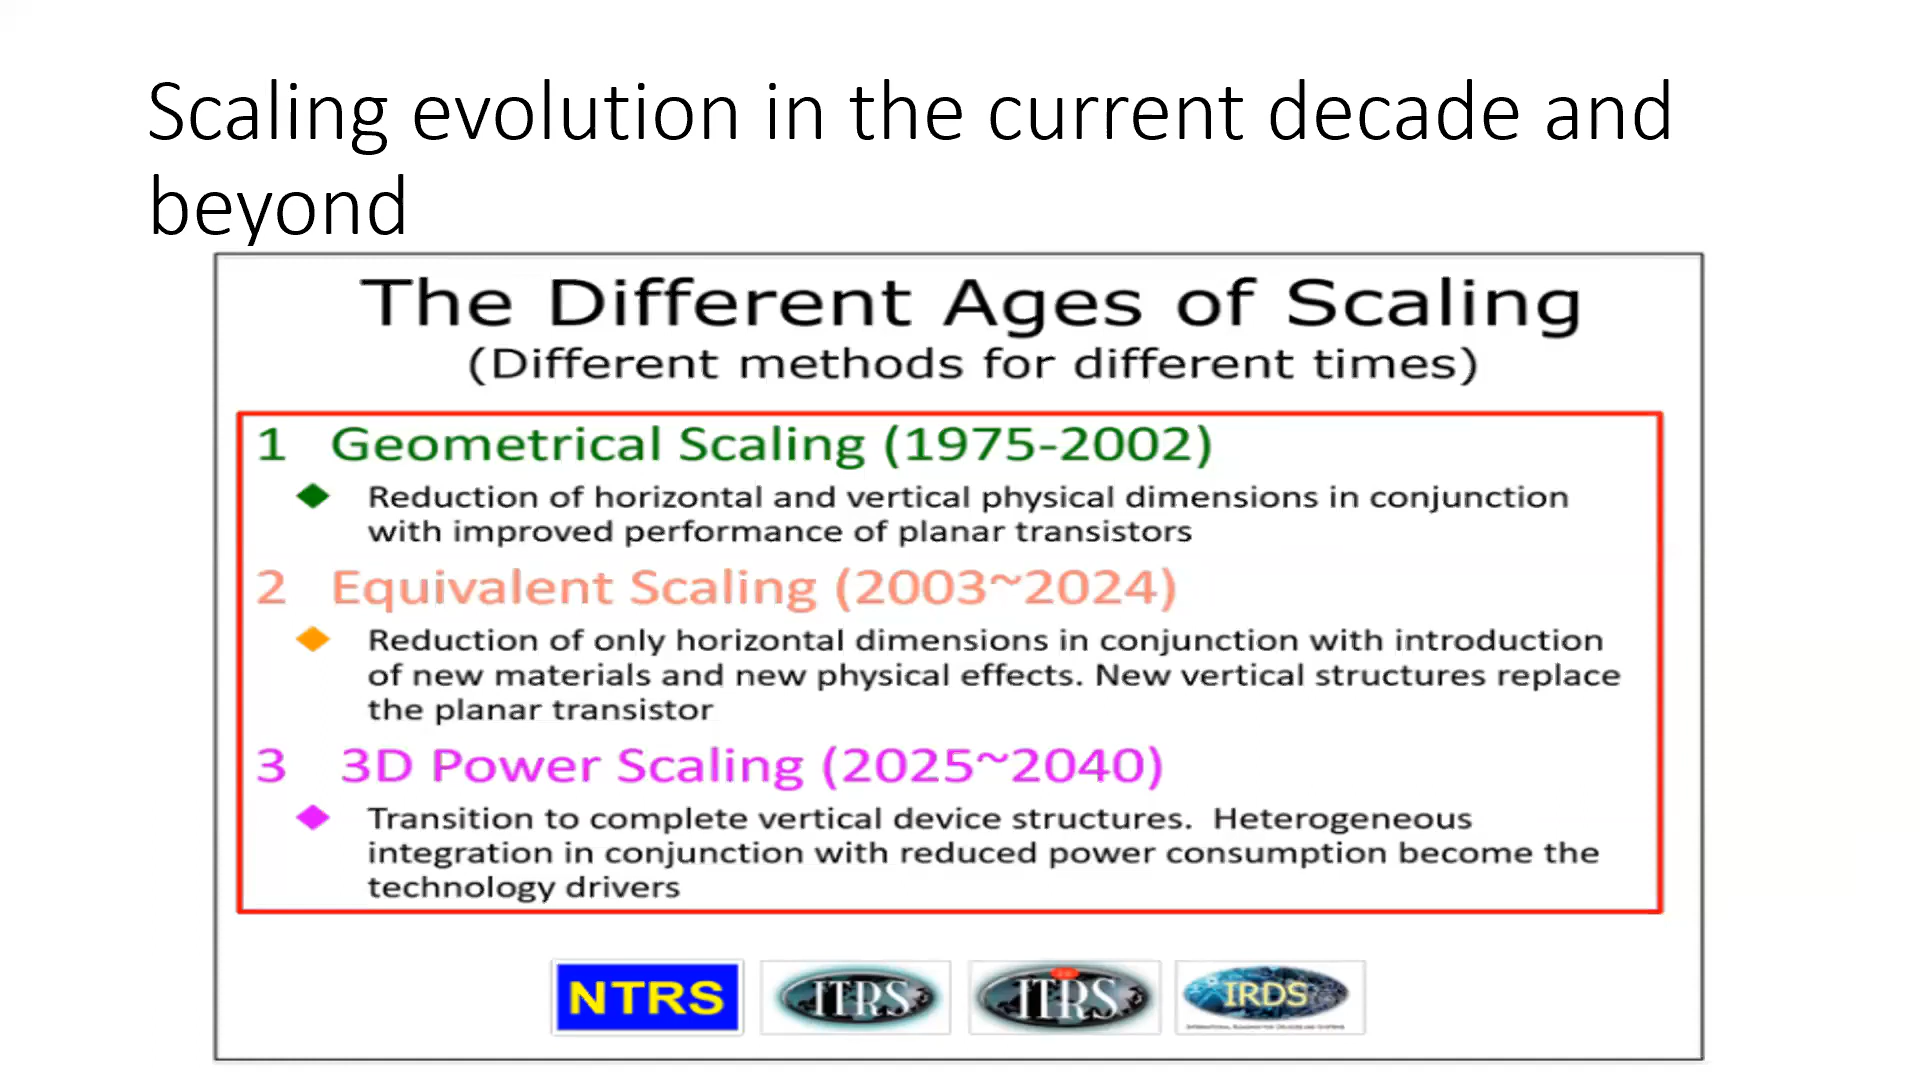 Scaling evolution in the current decade and
beyond
The Different Ages of Scaling
(Different methods for different times)
1 Geometrical Scaling (1975-2002)
Reduction of horizontal and vertical physical dimensions in conjunction
with improved performance of planar transistors
2 Equivalent Scaling (2003~2024)
Reduction of only horizontal dimensions in conjunction with introduction
of new materials and new physical effects. New vertical structures replace
the planar transistor
3 3D Power Scaling (2025~2040)
Transition to complete vertical device structures. Heterogeneous
integration in conjunction with reduced power consumption become the
technology drivers
NTRS ITRS ITRS IRDS